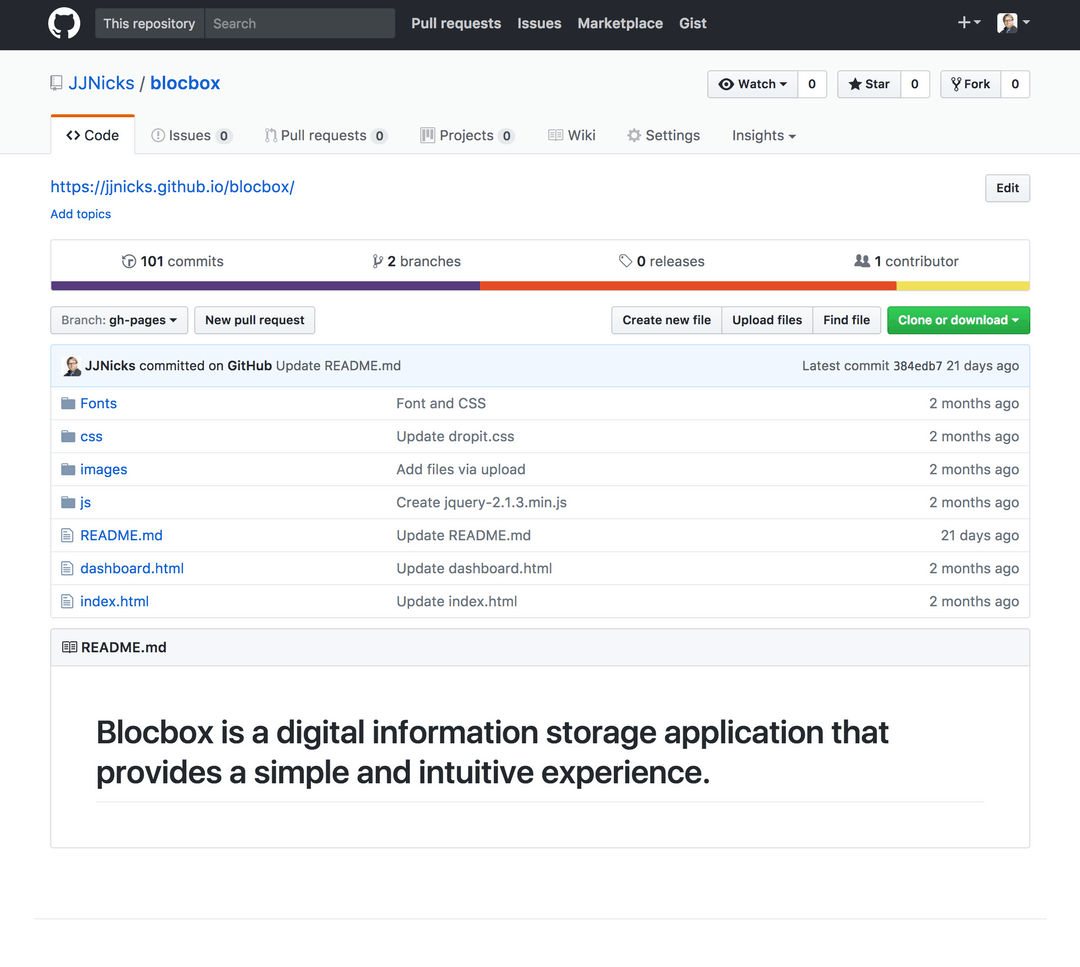 This repository Search Pull requests Issues Marketplace Gist
JJNicks / blocbox Watch 0 Star 0 Fork 0
Code Issues 0 Pull requests 0 Projects 0 Wiki Settings Insights
https://jjnicks.github.io/blocbox/ Edit
Add topics
101 commits 2 branches 0 releases 1 contributor
Branch: gh-pages New pull request Create new file Upload files Find file Clone or download
JJNicks committed on GitHub Update README.md Latest commit 384edb7 21 days ago
Fonts Font and CSS 2 months ago
css Update dropit.css 2 months ago
images Add files via upload 2 months ago
js Create jquery-2.1.3.min.js 2 months ago
README.md Update README.md 21 days ago
dashboard.html Update dashboard.html 2 months ago
index.html Update index.html 2 months ago
README.md
Blocbox is a digital information storage application that
provides a simple and intuitive experience.